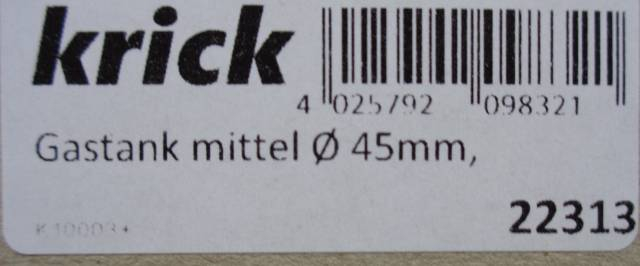 krick
4 025792 098321
Gastank mittel Ø 45mm,
22313